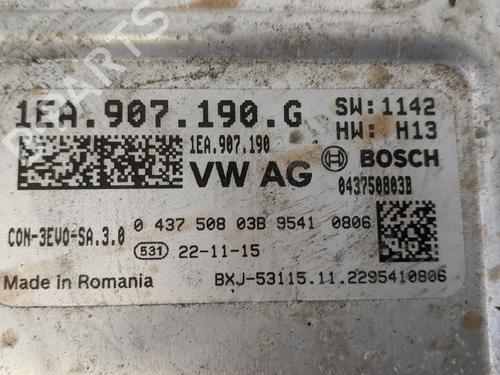 1EA.907.190.G
SW:1142
HW: H13
1EA.907.190
VW AG
BOSCH
043750803B
CON-3EVO-SA.3.0
0 437 508 03B 9541 0806
531 22-11-15
Made in Romania
BXJ-53115.11.2295410806